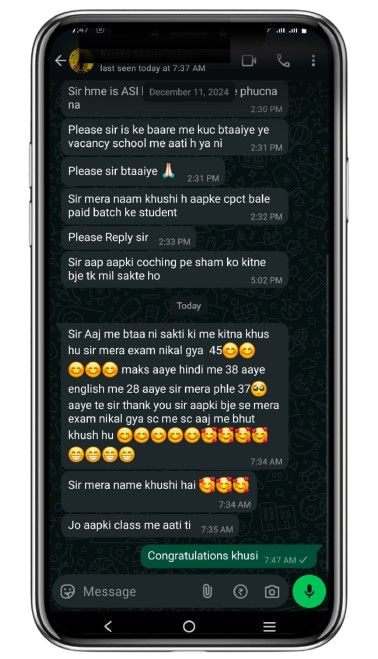 7:47
last seen today at 7:37 AM
Sir hme is ASI
December 11, 2024
e phucna
na
2:30 PM
Please sir is ke baare me kuc btaaiye ye
vacancy school me aati h ya ni
2:31 PM
Please sir btaaiye 🙏🏻
2:31 PM
Sir mera naam khushi h aapke cpct bale
paid batch ke student
2:32 PM
Please Reply sir
2:33 PM
Sir aap aapki coching pe sham ko kitne
bje tk mil sakte ho
5:02 PM
Today
Sir Aaj me btaa ni sakti ki me kitna khus
hu sir mera exam nikal gya 45😊😊
😊😊😊 maks aaye hindi me 38 aaye
english me 28 aaye sir mera phle 37🥺
aaye te sir thank you sir aapki bje se mera
exam nikal gya sc me sc aaj me bhut
khush hu 😊😊😊😊😊🥰🥰🥰🥰
😁😁😁😁
7:34 AM
Sir mera name khushi hai 🥰🥰🥰
7:34 AM
Jo aapki class me aati ti
7:35 AM
Congratulations khusi
7:47 AM
Message